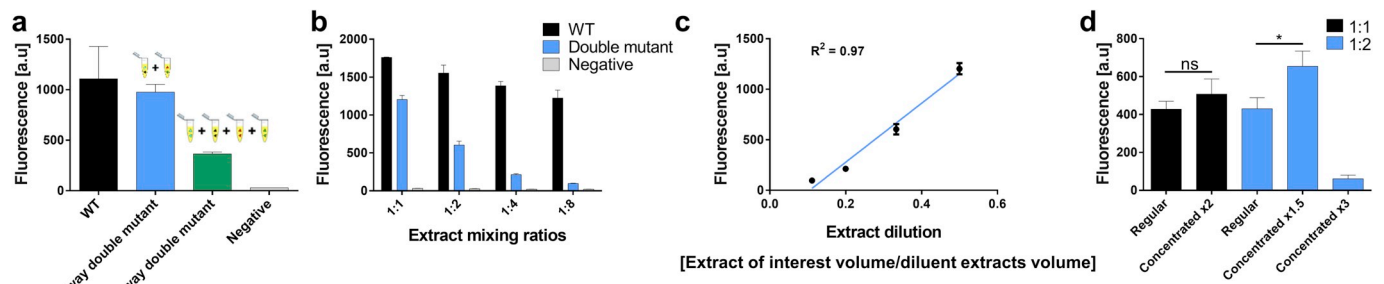 a
Fluorescence [a.u]
1500
1000
500
0
WT
way double mutant
way double mutant
Negative
b
Fluorescence [a.u]
2000
1500
1000
500
0
1:1
1:2
1:4
1:8
Extract mixing ratios
WT
Double mutant
Negative
c
Fluorescence [a.u]
1500
1000
500
0
R² = 0.97
0.0
0.2
0.4
0.6
Extract dilution
[Extract of interest volume/diluent extracts volume]
d
Fluorescence [a.u]
800
600
400
200
0
ns
*
1:1
1:2
Regular
Concentrated x2
Regular
Concentrated x1.5
Concentrated x3